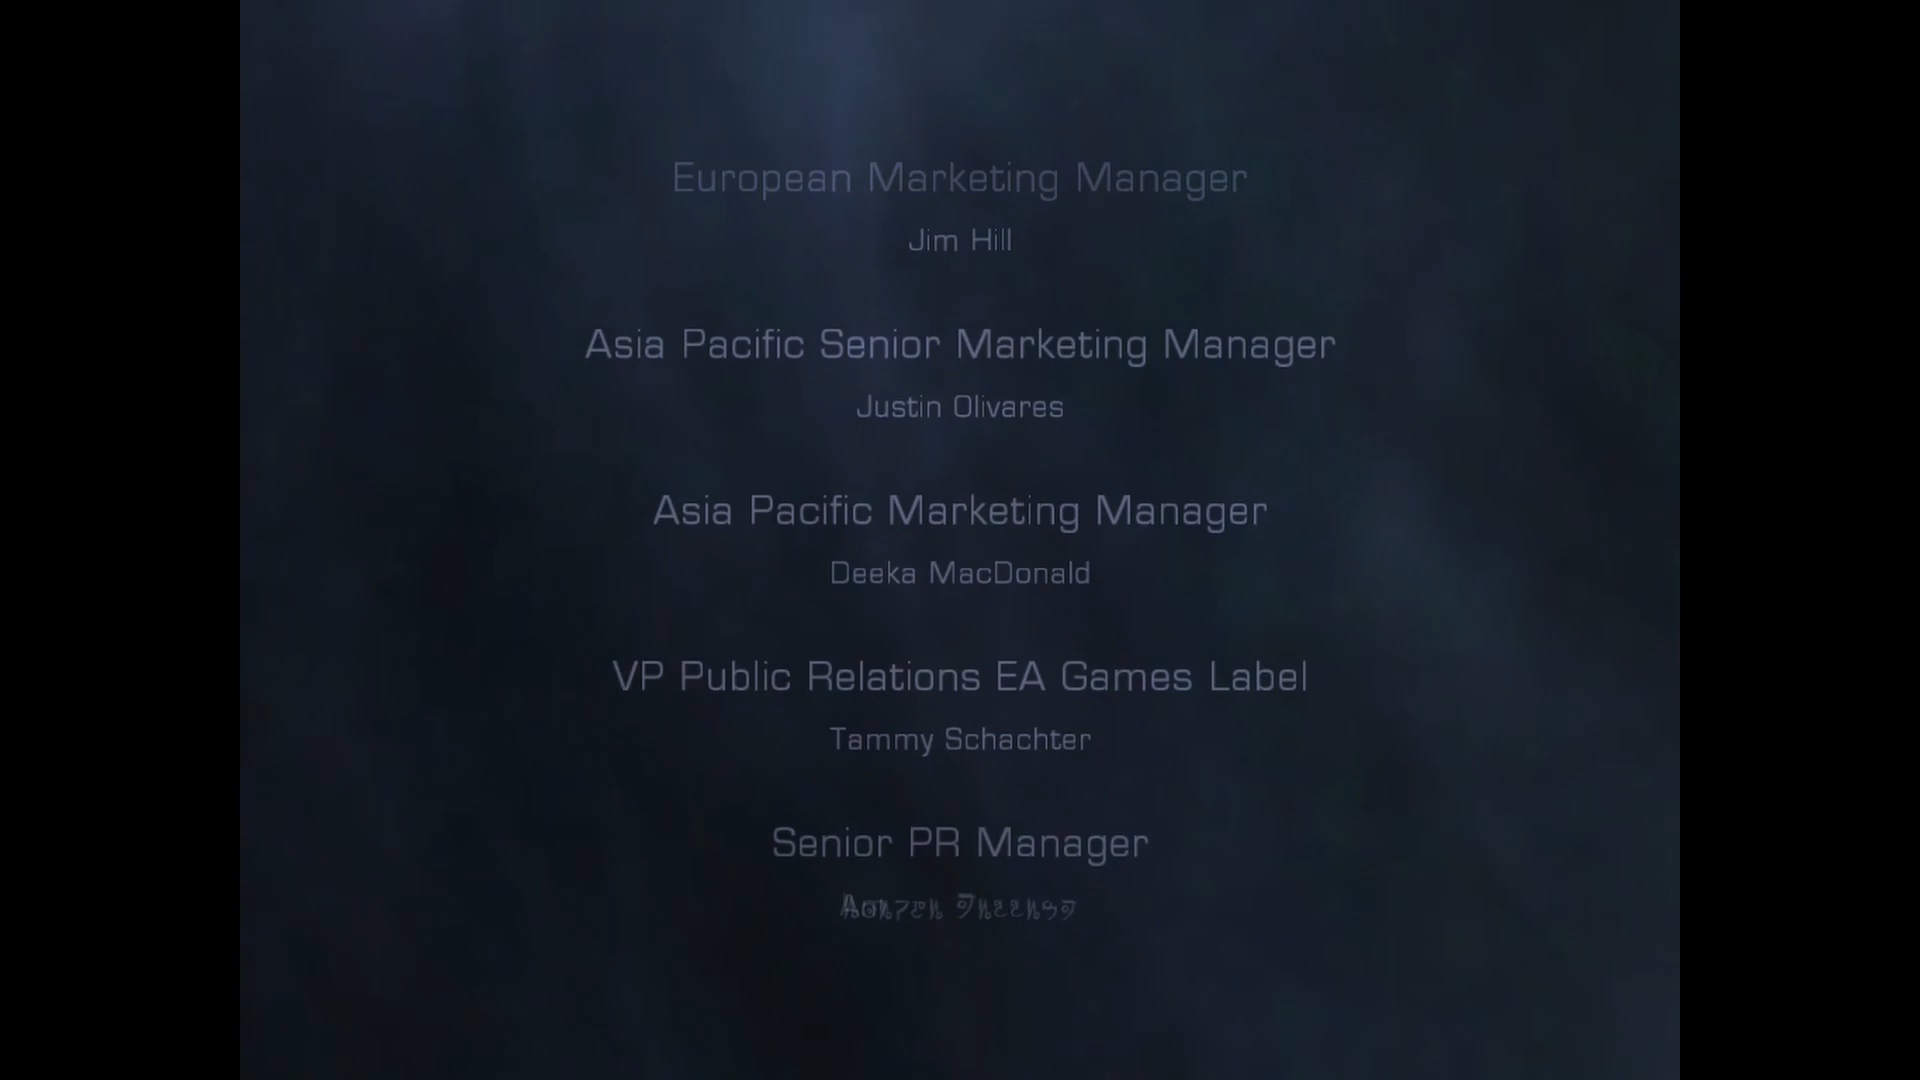 European Marketing Manager
Jim Hill
Asia Pacific Senior Marketing Manager
Justin Olivares
Asia Pacific Marketing Manager
Deeka MacDonald
VP Public Relations EA Games Label
Tammy Schachter
Senior PR Manager